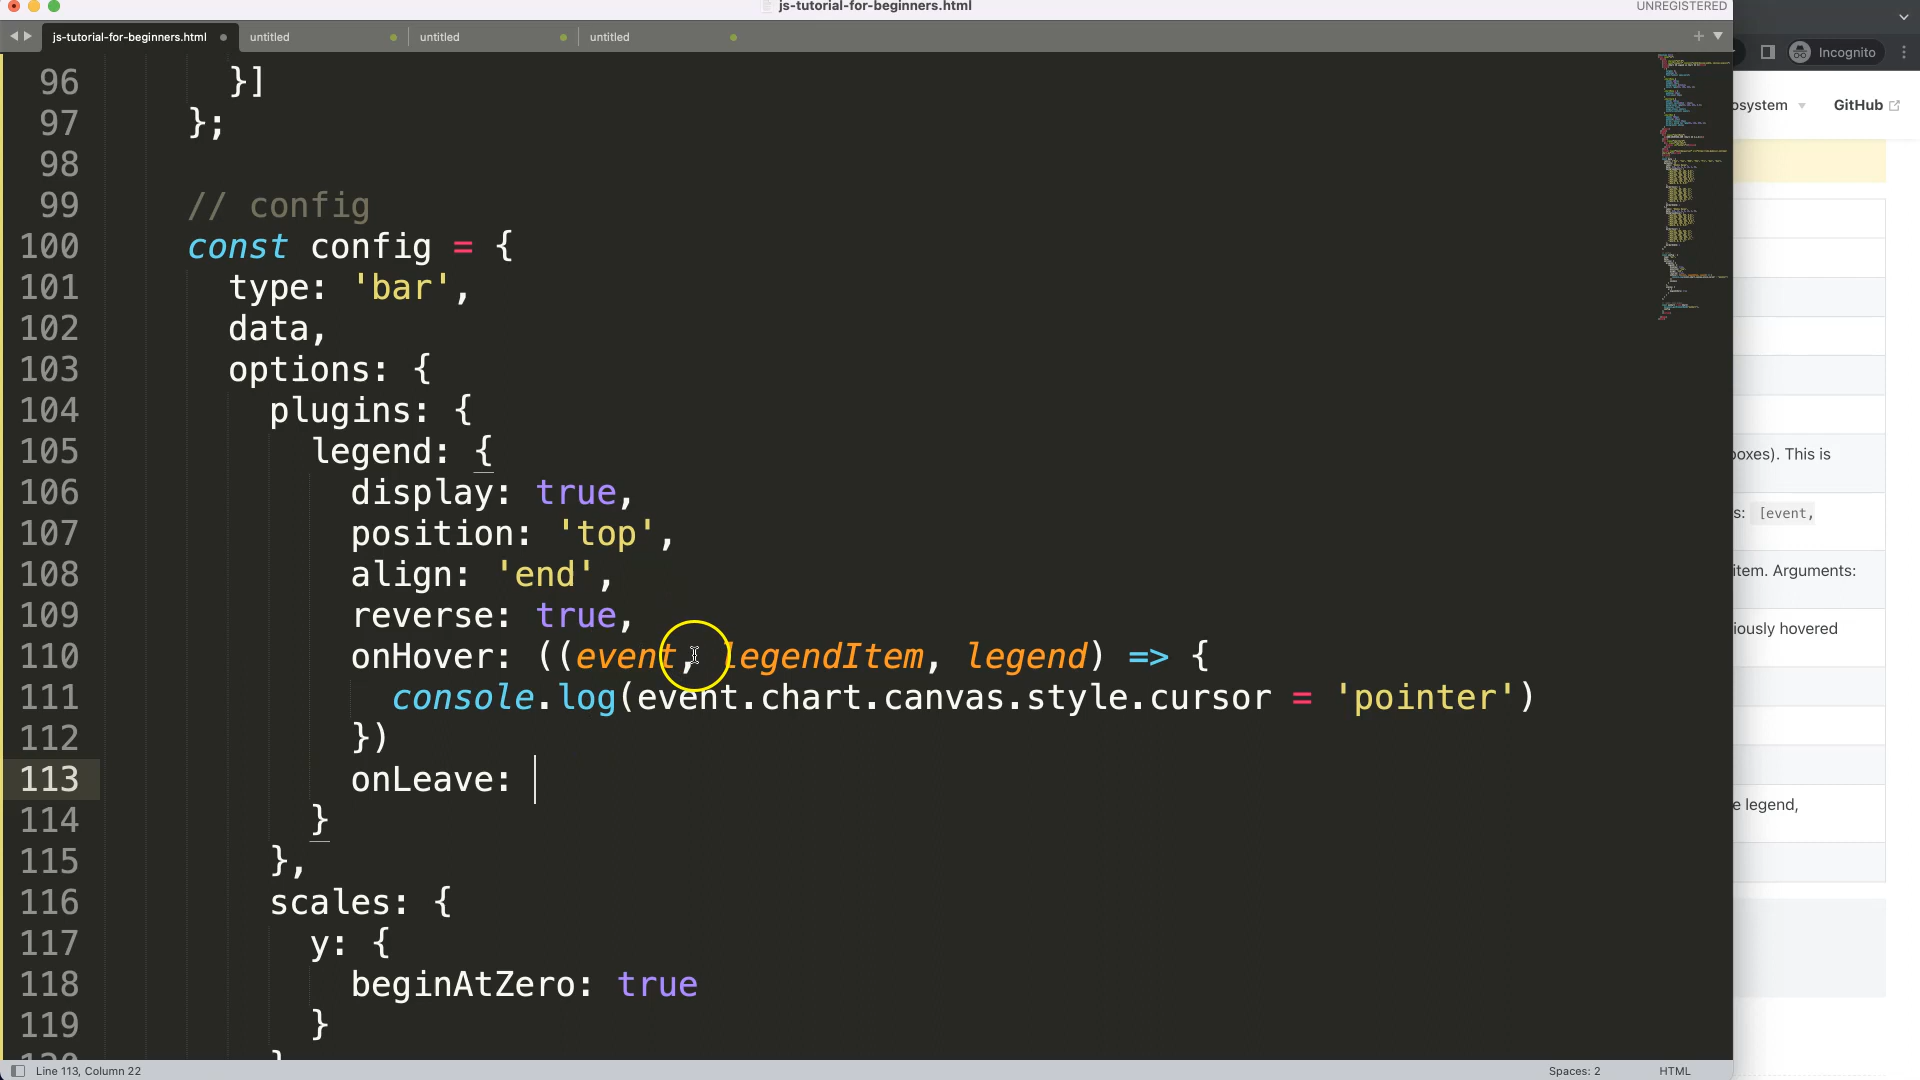 js-tutorial-for-beginners.html
UNREGISTERED
js-tutorial-for-beginners.html
untitled
untitled
untitled
Incognito
osystem
GitHub
96 }]
97 };
98
99 // config
100 const config = {
101 type: 'bar',
102 data,
103 options: {
104 plugins: {
105 legend: {
106 display: true,
107 position: 'top',
108 align: 'end',
109 reverse: true,
110 onHover: ((event, legendItem, legend) => {
111 console.log(event.chart.canvas.style.cursor = 'pointer')
112 })
113 onLeave:
114 }
115 },
116 scales: {
117 y: {
118 beginAtZero: true
119 }
120 }
oxes). This is
s: [event,
item. Arguments:
iously hovered
e legend,
Line 113, Column 22
Spaces: 2
HTML